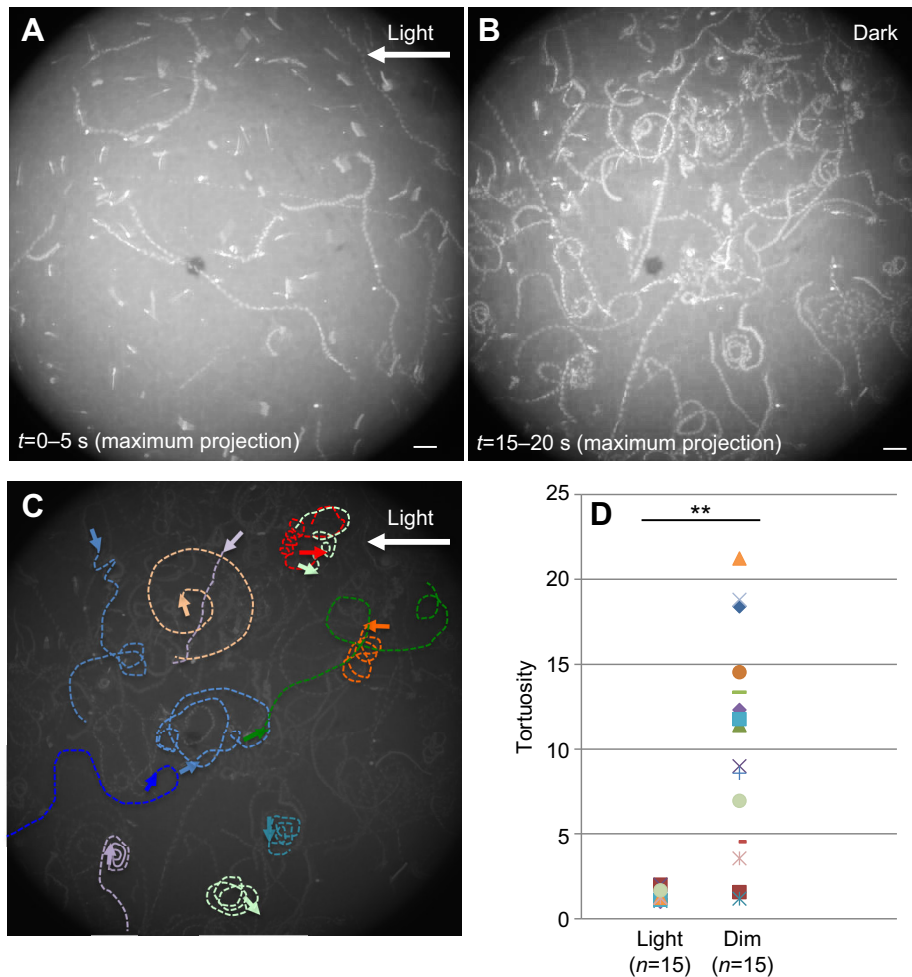 A
Light
t=0–5 s (maximum projection)
B
Dark
t=15–20 s (maximum projection)
C
Light
D
**
25
20
15
10
5
0
Tortuosity
Light
(n=15)
Dim
(n=15)